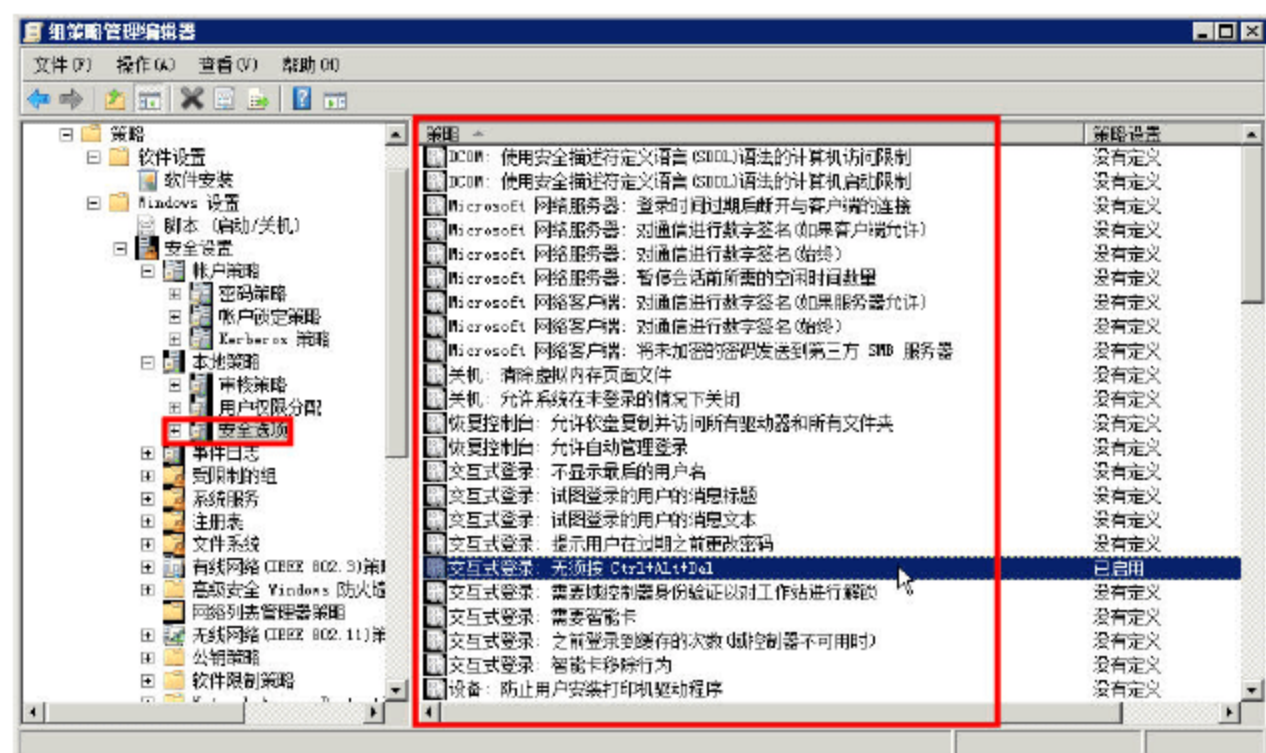 组策略管理编辑器
文件(F) 操作(A) 查看(V) 帮助(H)
策略
软件设置
软件安装
Windows 设置
脚本 (启动/关机)
安全设置
帐户策略
密码策略
帐户锁定策略
Kerberos 策略
本地策略
审核策略
用户权限分配
安全选项
事件日志
受限制的组
系统服务
注册表
文件系统
有线网络(IEEE 802.3)策
高级安全 Windows 防火墙
网络列表管理器策略
无线网络(IEEE 802.11)策
公钥策略
软件限制策略
策略 策略设置
DCOM: 使用安全描述符定义语言(SDDL)语法的计算机访问限制 没有定义
DCOM: 使用安全描述符定义语言(SDDL)语法的计算机启动限制 没有定义
Microsoft 网络服务器: 登录时间过期后断开与客户端的连接 没有定义
Microsoft 网络服务器: 对通信进行数字签名(如果客户端允许) 没有定义
Microsoft 网络服务器: 对通信进行数字签名(始终) 没有定义
Microsoft 网络服务器: 暂停会话前所需的空闲时间数量 没有定义
Microsoft 网络客户端: 对通信进行数字签名(如果服务器允许) 没有定义
Microsoft 网络客户端: 对通信进行数字签名(始终) 没有定义
Microsoft 网络客户端: 将未加密的密码发送到第三方 SMB 服务器 没有定义
关机: 清除虚拟内存页面文件 没有定义
关机: 允许系统在未登录的情况下关闭 没有定义
恢复控制台: 允许软盘复制并访问所有驱动器和所有文件夹 没有定义
恢复控制台: 允许自动管理登录 没有定义
交互式登录: 不显示最后的用户名 没有定义
交互式登录: 试图登录的用户的消息标题 没有定义
交互式登录: 试图登录的用户的消息文本 没有定义
交互式登录: 提示用户在过期之前更改密码 没有定义
交互式登录: 无须按 Ctrl+Alt+Del 已启用
交互式登录: 需要域控制器身份验证以对工作站进行解锁 没有定义
交互式登录: 需要智能卡 没有定义
交互式登录: 之前登录到缓存的次数(域控制器不可用时) 没有定义
交互式登录: 智能卡移除行为 没有定义
设备: 防止用户安装打印机驱动程序 没有定义